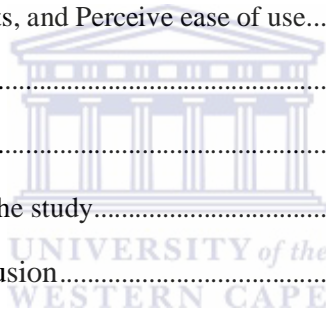 ts, and Perceive ease of use...
................................
................................
he study................................
UNIVERSITY of the
usion................................
WESTERN CAPE